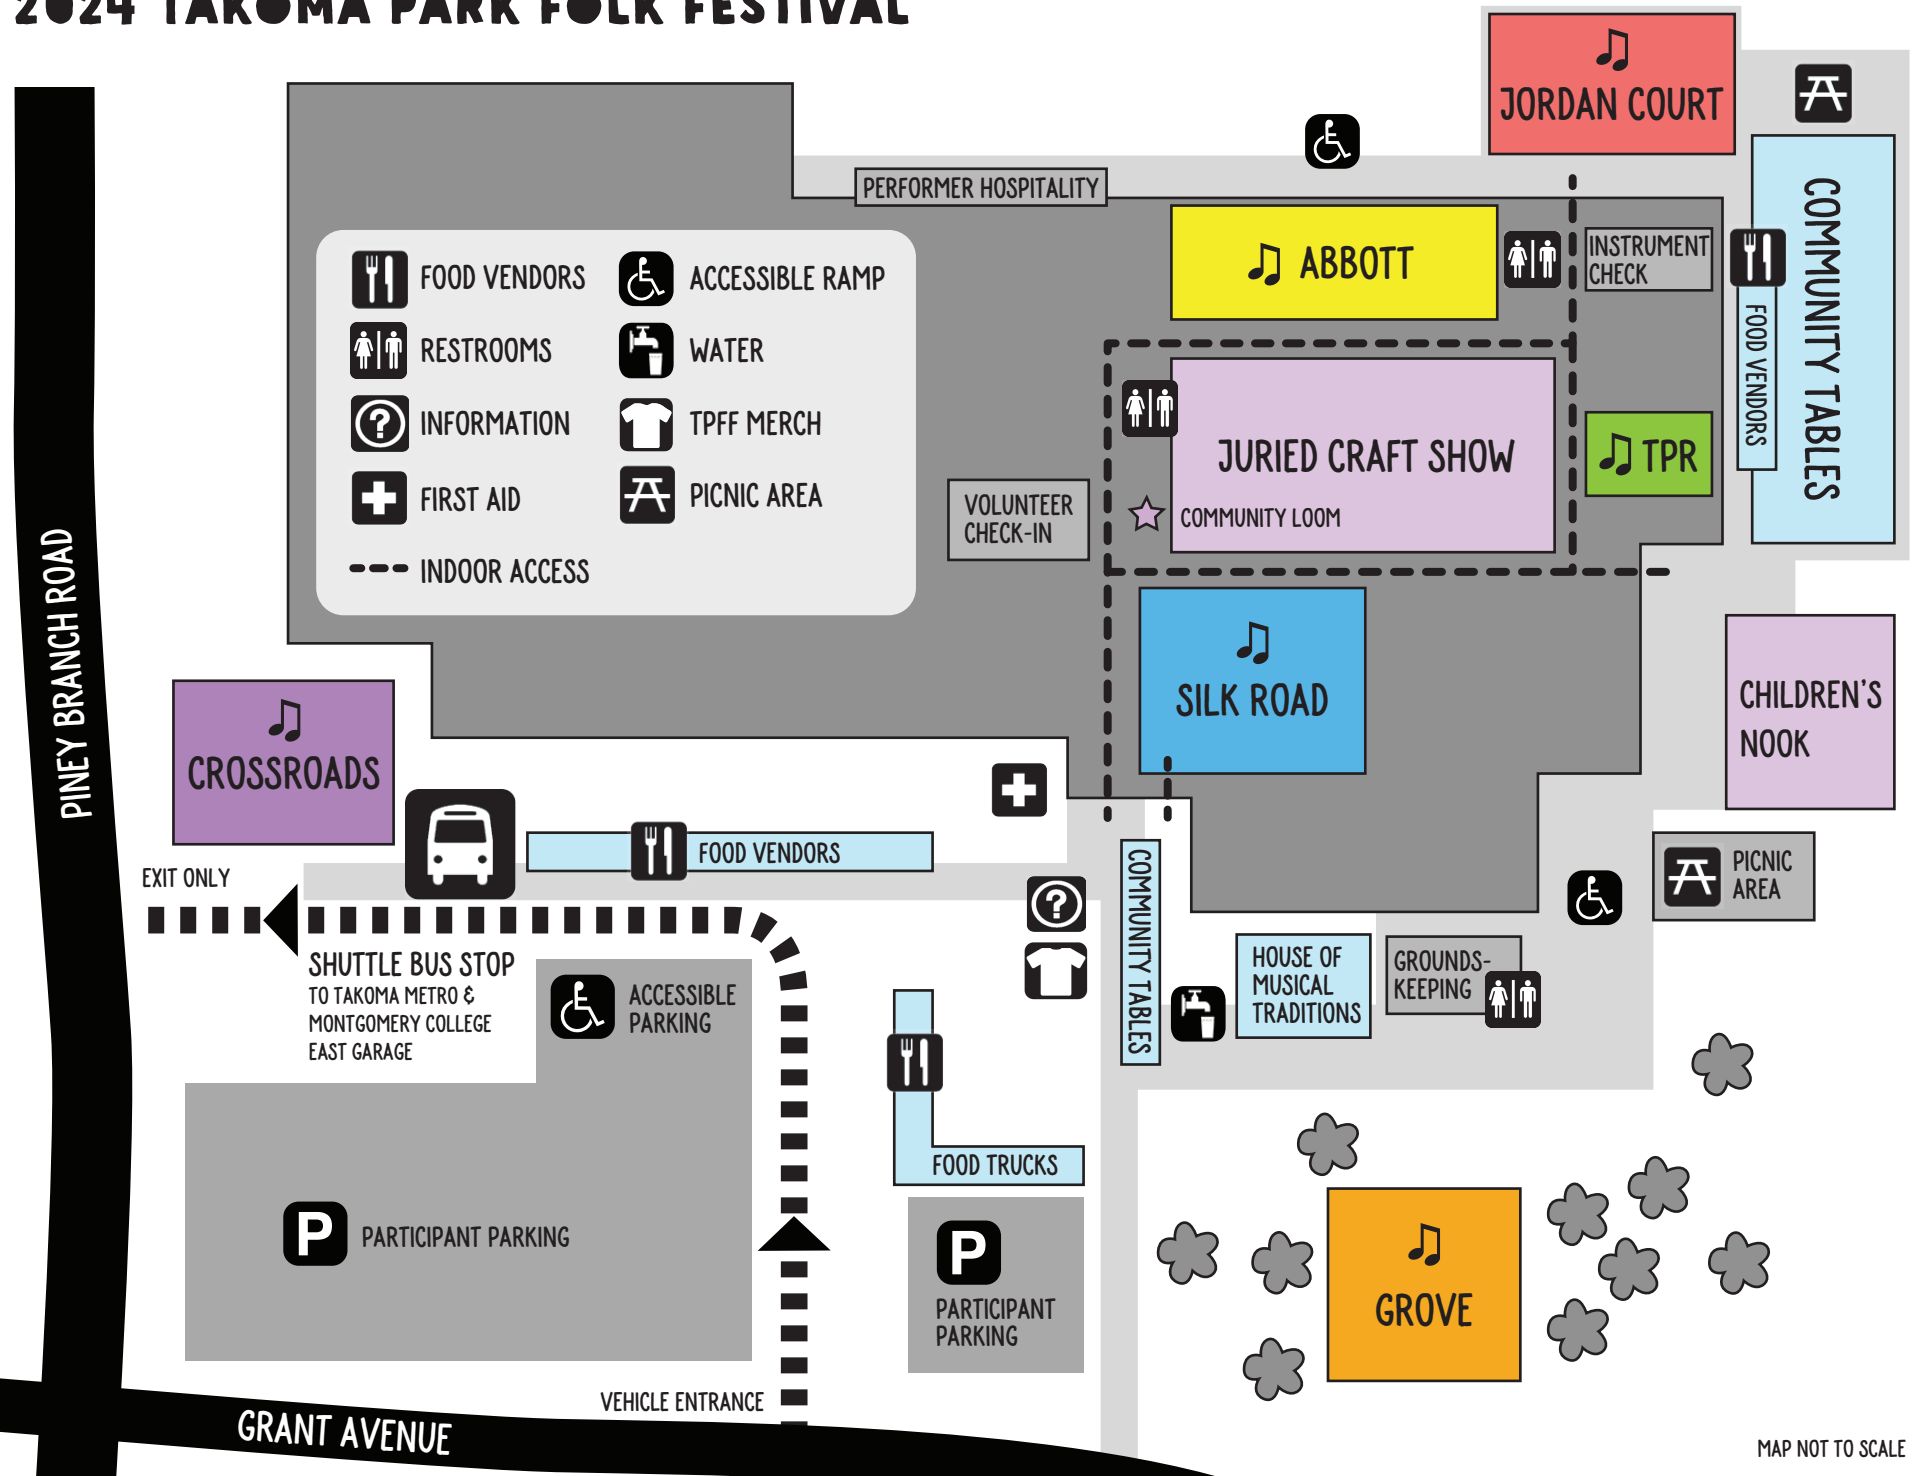 2024 TAKOMA PARK FOLK FESTIVAL
JORDAN COURT
PERFORMER HOSPITALITY
ABBOTT
INSTRUMENT
CHECK
FOOD VENDORS
COMMUNITY TABLES
FOOD VENDORS
ACCESSIBLE RAMP
RESTROOMS
WATER
INFORMATION
TPFF MERCH
FIRST AID
PICNIC AREA
INDOOR ACCESS
JURIED CRAFT SHOW
COMMUNITY LOOM
TPR
VOLUNTEER
CHECK-IN
PINEY BRANCH ROAD
SILK ROAD
CHILDREN'S
NOOK
CROSSROADS
FOOD VENDORS
PICNIC
AREA
EXIT ONLY
COMMUNITY TABLES
SHUTTLE BUS STOP
TO TAKOMA METRO &
MONTGOMERY COLLEGE
EAST GARAGE
ACCESSIBLE
PARKING
HOUSE OF
MUSICAL
TRADITIONS
GROUNDS-
KEEPING
FOOD TRUCKS
P
PARTICIPANT PARKING
P
PARTICIPANT
PARKING
GROVE
VEHICLE ENTRANCE
GRANT AVENUE
MAP NOT TO SCALE